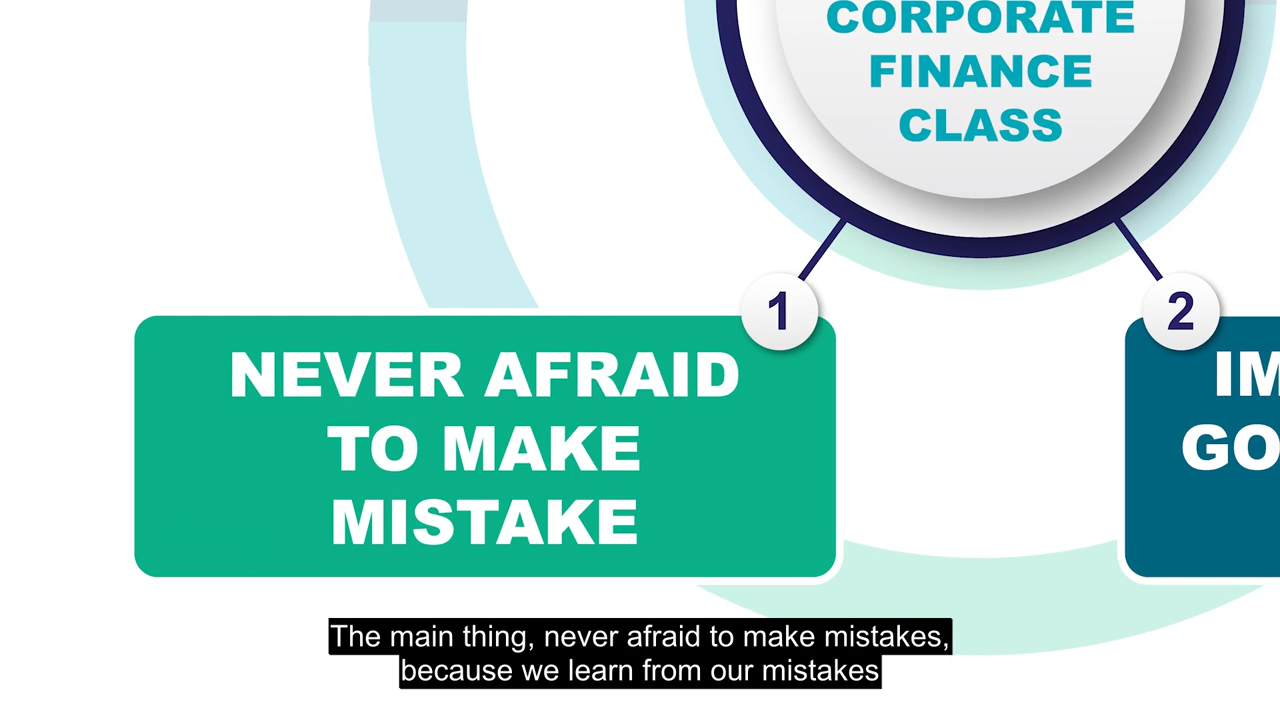 CORPORATE
FINANCE
CLASS
1
NEVER AFRAID
TO MAKE
MISTAKE
2
The main thing, never afraid to make mistakes,
because we learn from our mistakes